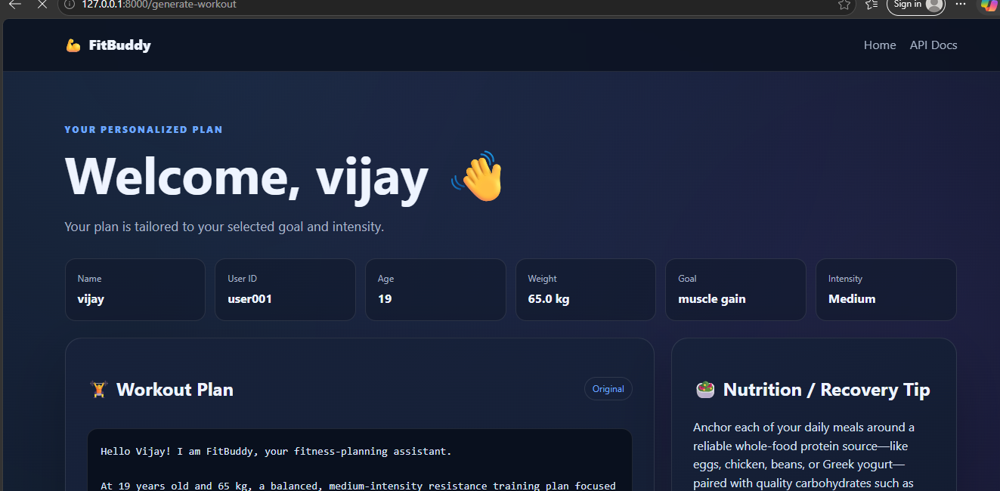 127.0.0.1:8000/generate-workout
Sign in
FitBuddy
Home
API Docs
YOUR PERSONALIZED PLAN
Welcome, vijay
Your plan is tailored to your selected goal and intensity.
Name
vijay
User ID
user001
Age
19
Weight
65.0 kg
Goal
muscle gain
Intensity
Medium
Workout Plan
Original
Hello Vijay! I am FitBuddy, your fitness-planning assistant.
At 19 years old and 65 kg, a balanced, medium-intensity resistance training plan focused
Nutrition / Recovery Tip
Anchor each of your daily meals around a
reliable whole-food protein source—like
eggs, chicken, beans, or Greek yogurt—
paired with quality carbohydrates such as